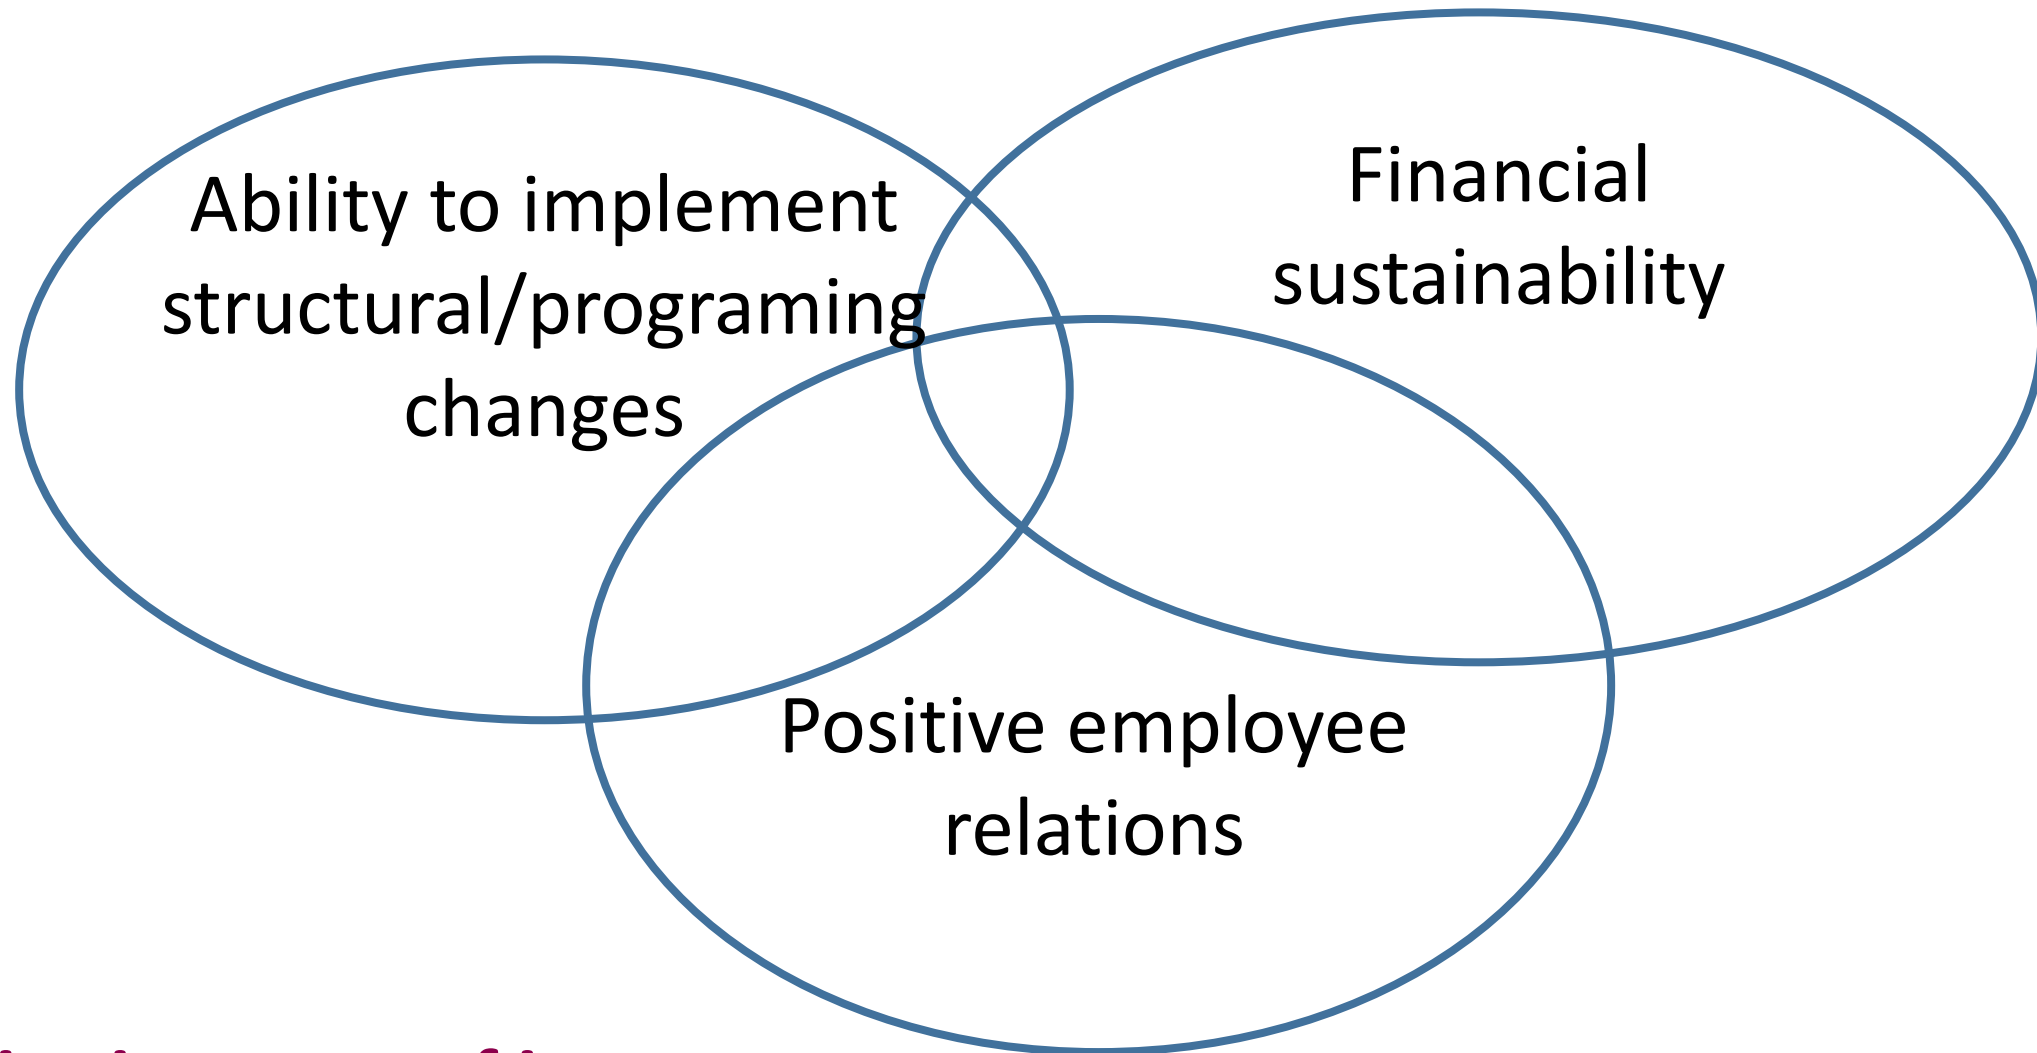 Ability to implement
structural/programing
changes
Financial
sustainability
Positive employee
relations